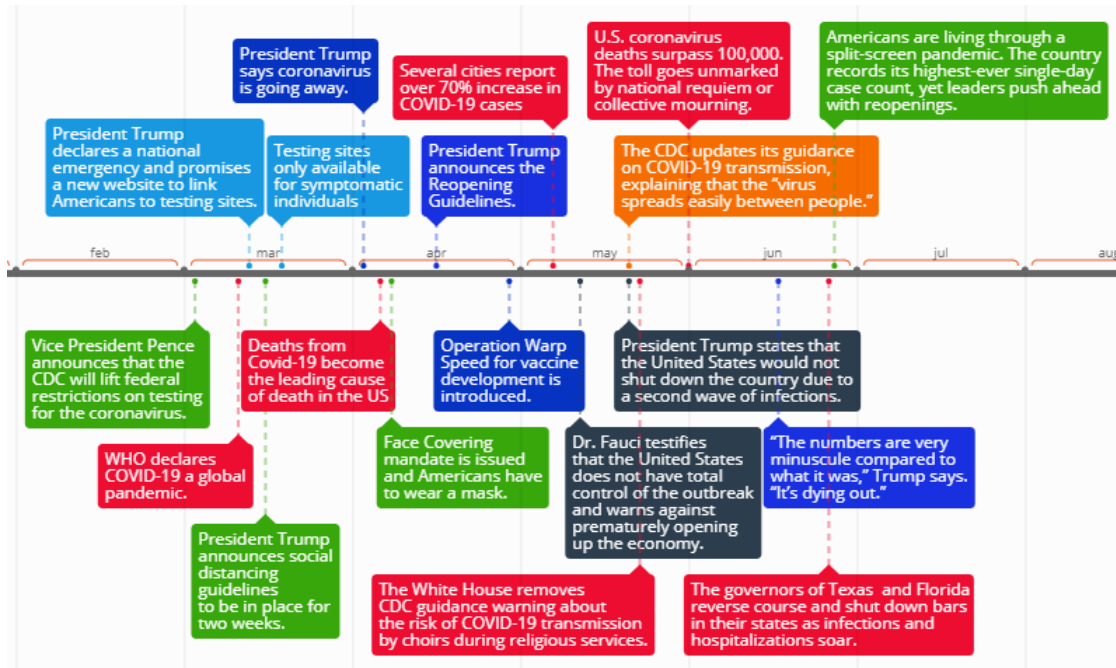 President Trump
says coronavirus
is going away.
Several cities report
over 70% increase in
COVID-19 cases
U.S. coronavirus
deaths surpass 100,000.
The toll goes unmarked
by national requiem or
collective mourning.
Americans are living through a
split-screen pandemic. The country
records its highest-ever single-day
case count, yet leaders push ahead
with reopenings.
President Trump
declares a national
emergency and promises
a new website to link
Americans to testing sites.
Testing sites
only available
for symptomatic
individuals
President Trump
announces the
Reopening
Guidelines.
The CDC updates its guidance
on COVID-19 transmission,
explaining that the “virus
spreads easily between people.”
feb
mar
apr
may
jun
jul
aug
Vice President Pence
announces that the
CDC will lift federal
restrictions on testing
for the coronavirus.
Deaths from
Covid-19 become
the leading cause
of death in the US
Operation Warp
Speed for vaccine
development is
introduced.
President Trump states that
the United States would not
shut down the country due to
a second wave of infections.
WHO declares
COVID-19 a global
pandemic.
Face Covering
mandate is issued
and Americans have
to wear a mask.
Dr. Fauci testifies
that the United States
does not have total
control of the outbreak
and warns against
prematurely opening
up the economy.
“The numbers are very
minuscule compared to
what it was,” Trump says.
“It’s dying out.”
President Trump
announces social
distancing
guidelines
to be in place for
two weeks.
The White House removes
CDC guidance warning about
the risk of COVID-19 transmission
by choirs during religious services.
The governors of Texas and Florida
reverse course and shut down bars
in their states as infections and
hospitalizations soar.